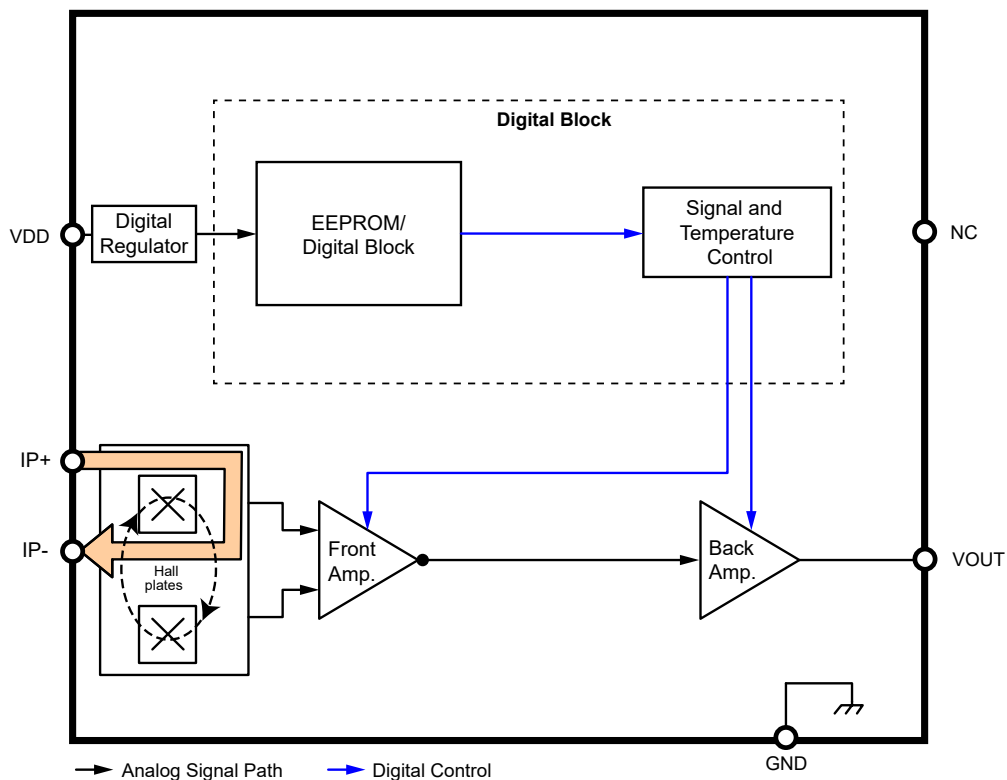 Digital Block
VDD
Digital
Regulator
EEPROM/
Digital Block
Signal and
Temperature
Control
NC
IP+
IP-
Hall
plates
Front
Amp.
Back
Amp.
VOUT
GND
Analog Signal Path
Digital Control